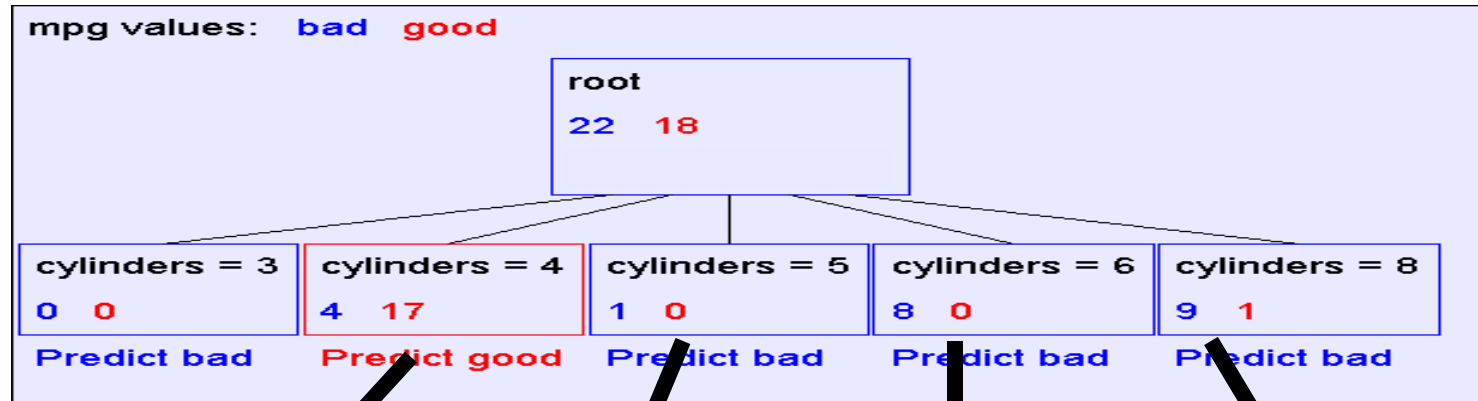 mpg values: bad good
root
22 18
cylinders = 3
0 0
Predict bad
cylinders = 4
4 17
Predict good
cylinders = 5
1 0
Predict bad
cylinders = 6
8 0
Predict bad
cylinders = 8
9 1
Predict bad